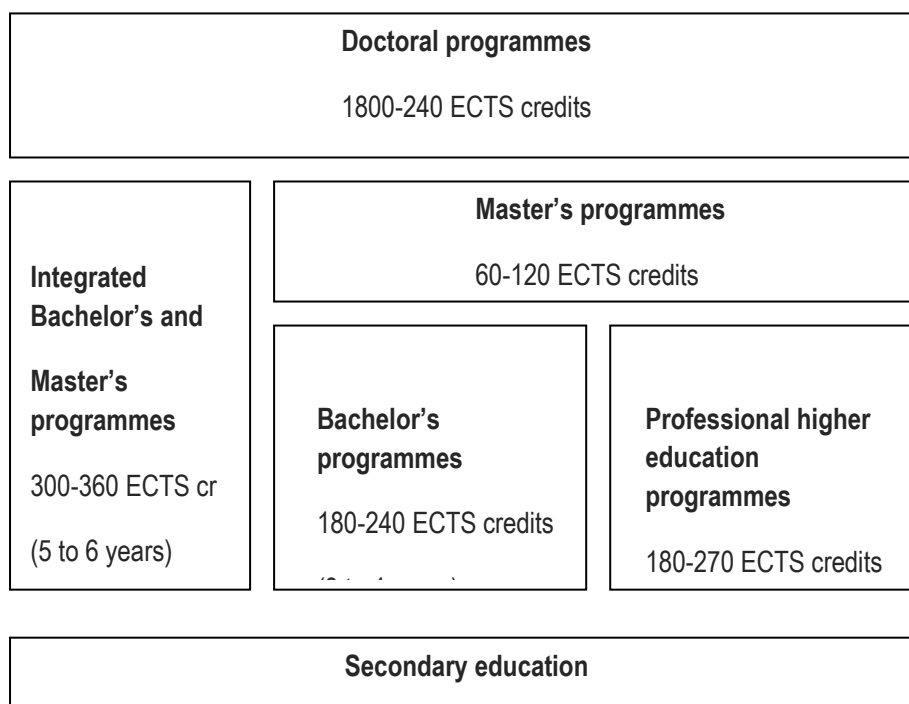 Doctoral programmes
1800-240 ECTS credits
Master's programmes
60-120 ECTS credits
Integrated
Bachelor's and
Master's
programmes
300-360 ECTS cr
(5 to 6 years)
Bachelor's
programmes
180-240 ECTS credits
Professional higher
education
programmes
180-270 ECTS credits
Secondary education